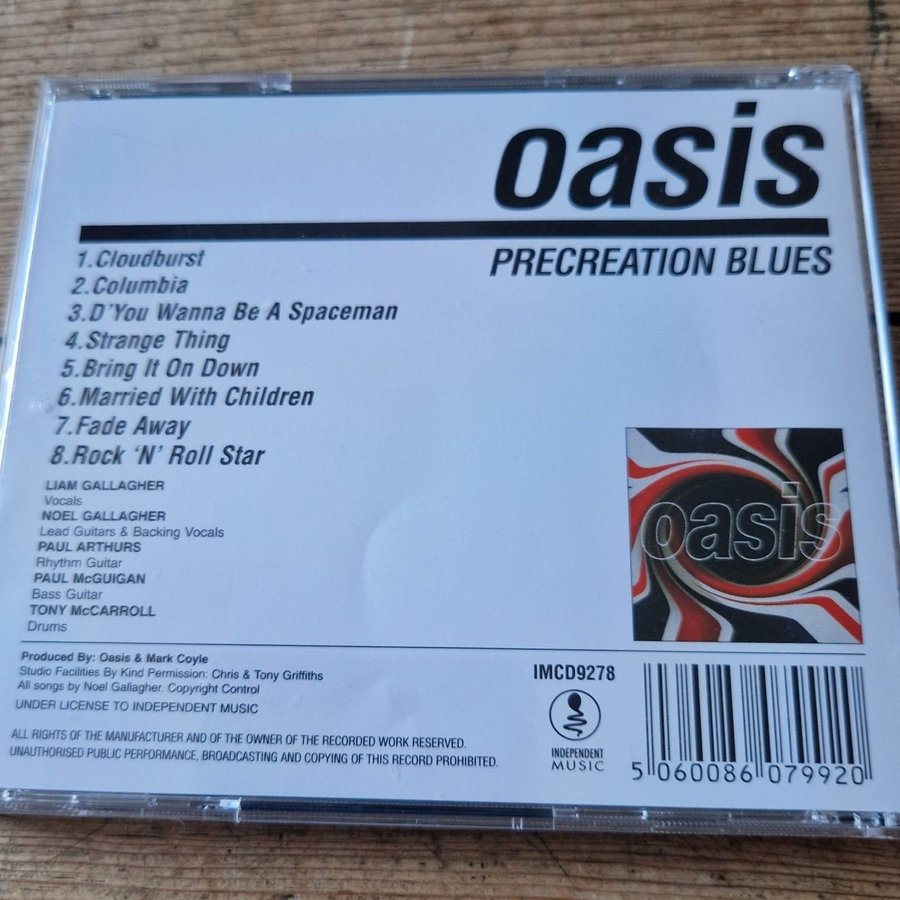 oasis
PRECREATION BLUES
1.Cloudburst
2.Columbia
3.D'You Wanna Be A Spaceman
4.Strange Thing
5.Bring It On Down
6.Married With Children
7.Fade Away
8.Rock 'N' Roll Star
LIAM GALLAGHER
Vocals
NOEL GALLAGHER
Lead Guitars & Backing Vocals
PAUL ARTHURS
Rhythm Guitar
PAUL McGUIGAN
Bass Guitar
TONY McCARROLL
Drums
oasis
Produced By: Oasis & Mark Coyle
Studio Facilities By Kind Permission: Chris & Tony Griffiths
All songs by Noel Gallagher. Copyright Control
UNDER LICENSE TO INDEPENDENT MUSIC
ALL RIGHTS OF THE MANUFACTURER AND OF THE OWNER OF THE RECORDED WORK RESERVED.
UNAUTHORISED PUBLIC PERFORMANCE, BROADCASTING AND COPYING OF THIS RECORD PROHIBITED.
IMCD9278
INDEPENDENT
MUSIC
5 060086 079920